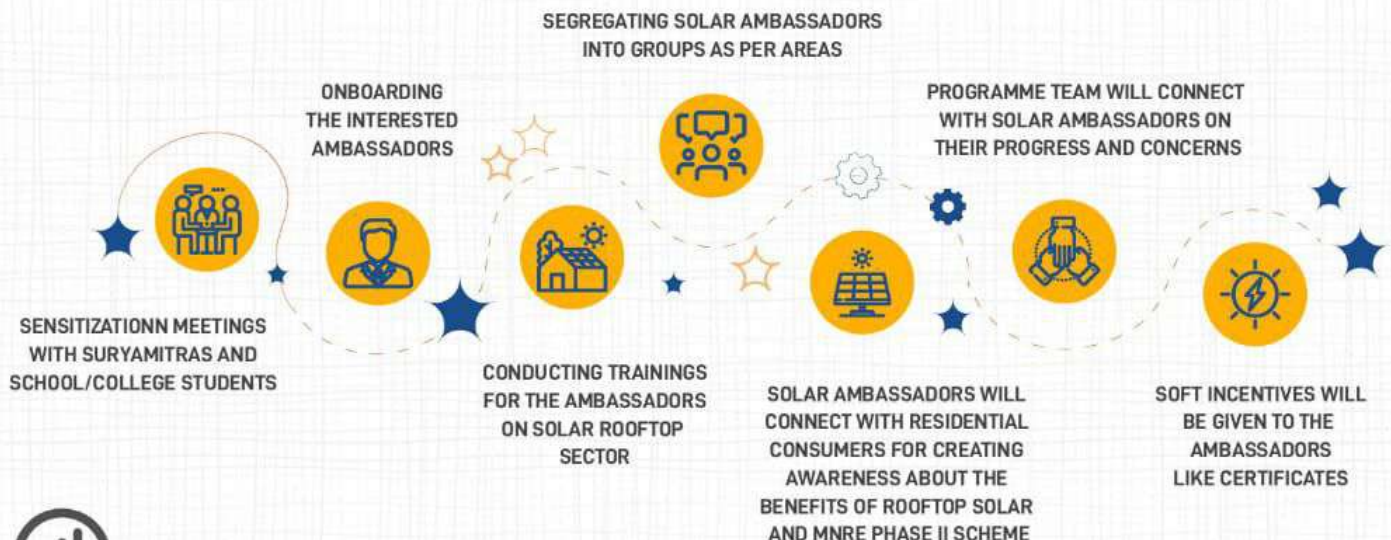 SENSITIZATIONN MEETINGS
WITH SURYAMITRAS AND
SCHOOL/COLLEGE STUDENTS
ONBOARDING
THE INTERESTED
AMBASSADORS
CONDUCTING TRAININGS
FOR THE AMBASSADORS
ON SOLAR ROOFTOP
SECTOR
SEGREGATING SOLAR AMBASSADORS
INTO GROUPS AS PER AREAS
SOLAR AMBASSADORS WILL
CONNECT WITH RESIDENTIAL
CONSUMERS FOR CREATING
AWARENESS ABOUT THE
BENEFITS OF ROOFTOP SOLAR
AND MNRE PHASE II SCHEME
PROGRAMME TEAM WILL CONNECT
WITH SOLAR AMBASSADORS ON
THEIR PROGRESS AND CONCERNS
SOFT INCENTIVES WILL
BE GIVEN TO THE
AMBASSADORS
LIKE CERTIFICATES